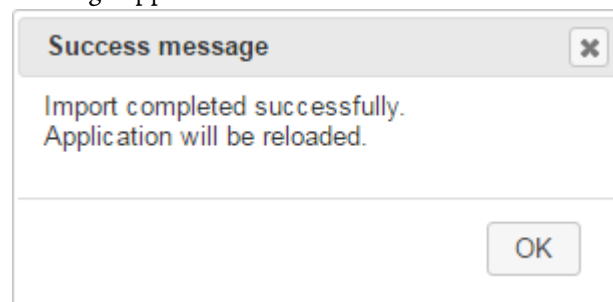 Success message
Import completed successfully.
Application will be reloaded.
OK